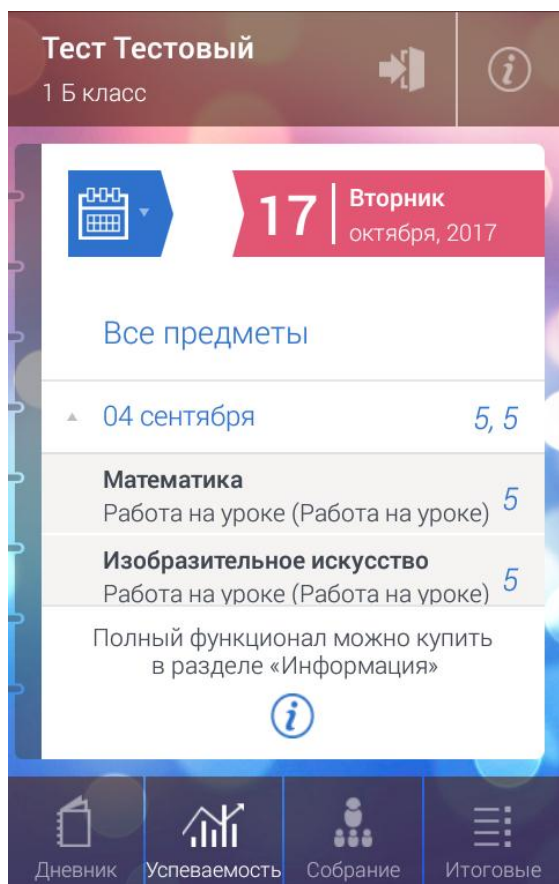 Тест Тестовый
1 Б класс
17
Вторник
октября, 2017
Все предметы
04 сентября 5, 5
Математика
Работа на уроке (Работа на уроке) 5
Изобразительное искусство
Работа на уроке (Работа на уроке) 5
Полный функционал можно купить
в разделе «Информация»
Дневник Успеваемость Собрание Итоговые